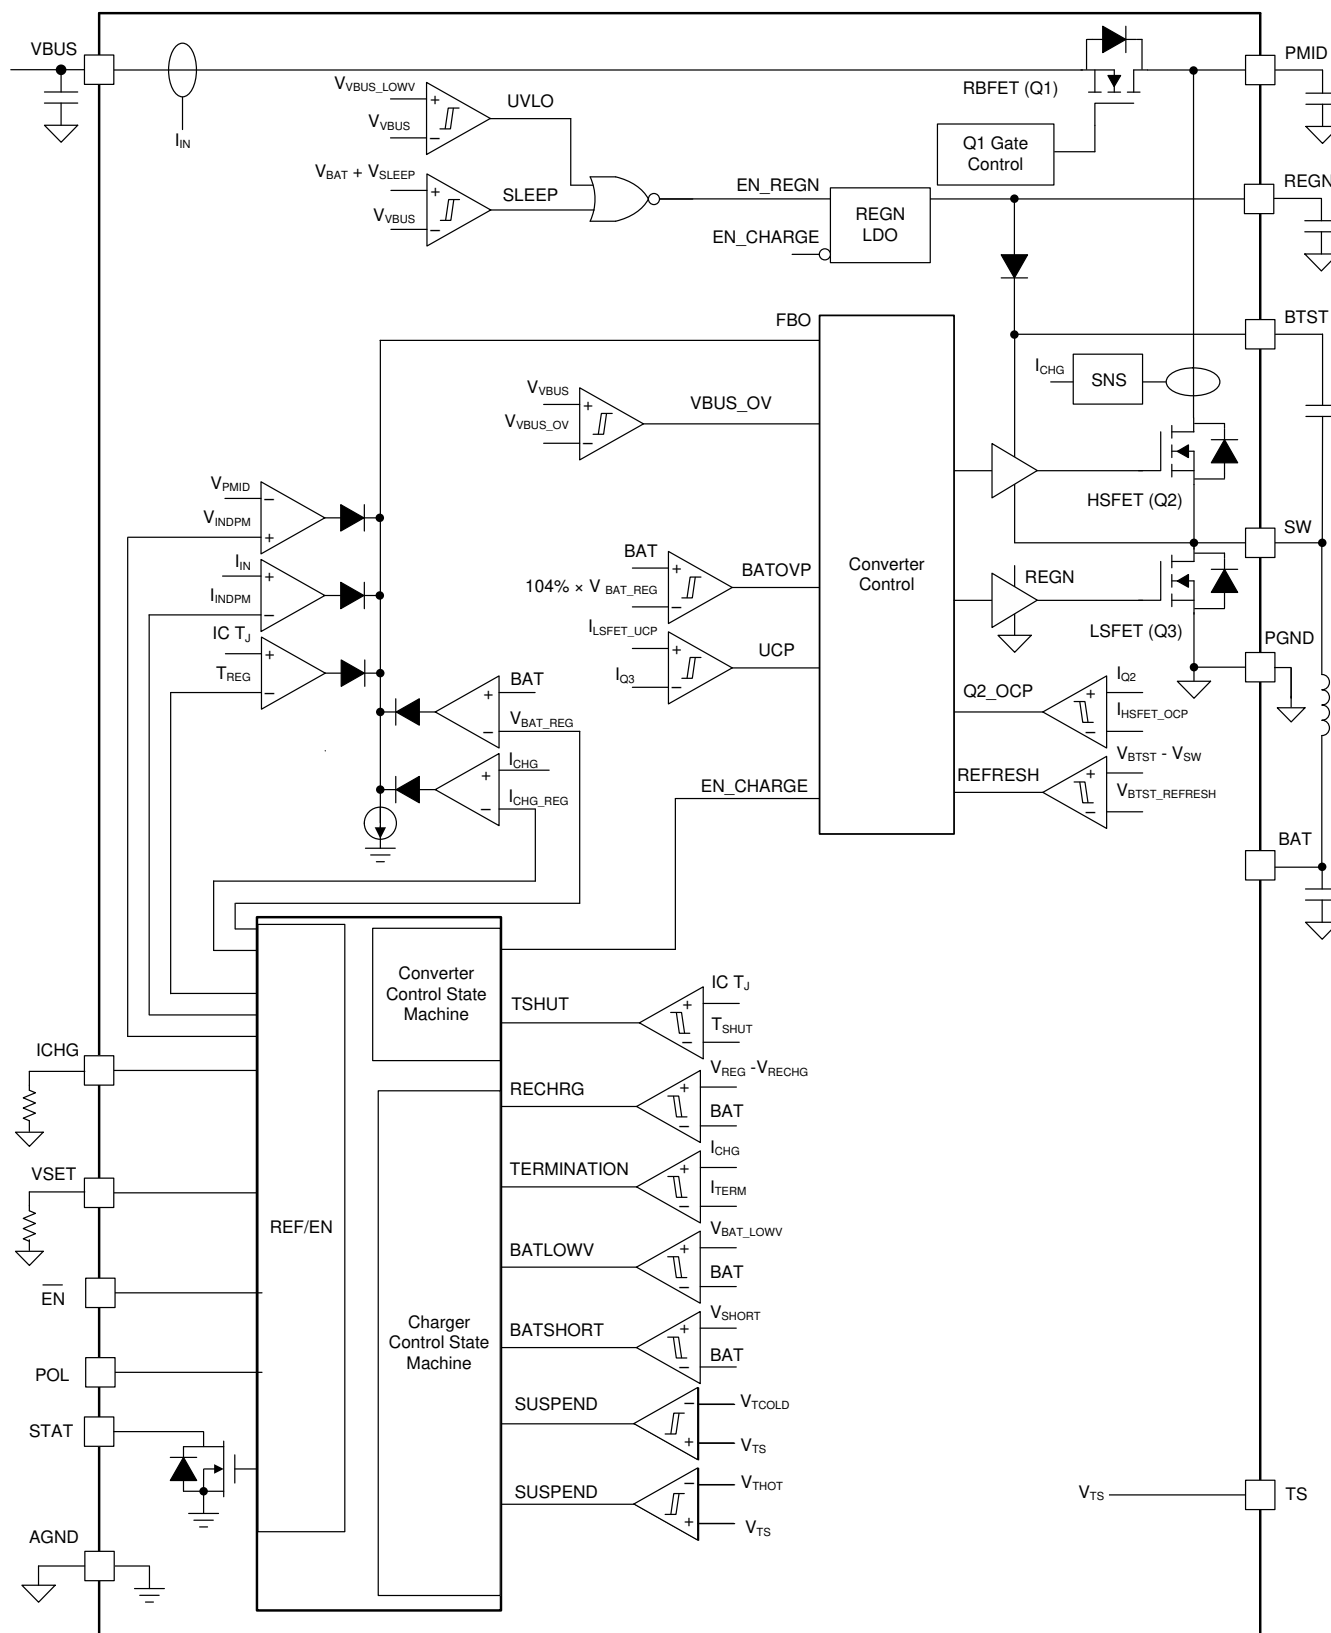 VBUS
PMID
VVBUS_LOWV
+
UVLO
RBFET (Q1)
VVBUS
−
IIN
Q1 Gate
Control
VBAT + VSLEEP
+
SLEEP
VVBUS
−
EN_REGN
REGN
LDO
REGN
EN_CHARGE
FBO
BTST
ICHG
SNS
VVBUS
+
VBUS_OV
VVBUS_OV
−
VPMID
−
VINDPM
+
HSFET (Q2)
SW
IIN
+
IINDPM
−
BAT
+
BATOVP
104% × V BAT_REG
−
Converter
Control
REGN
LSFET (Q3)
PGND
IC TJ
+
TREG
−
ILSFET_UCP
+
UCP
IQ3
−
BAT
+
VBAT_REG
−
Q2_OCP
IQ2
+
IHSFET_OCP
−
ICHG
+
ICHG_REG
−
EN_CHARGE
REFRESH
VBTST - VSW
+
VBTST_REFRESH
−
BAT
Converter
Control State
Machine
TSHUT
IC TJ
+
TSHUT
−
ICHG
RECHRG
VREG -VRECHG
+
BAT
−
VSET
TERMINATION
ICHG
+
ITERM
−
REF/EN
BATLOWV
VBAT_LOWV
+
BAT
−
EN
Charger
Control State
Machine
BATSHORT
VSHORT
+
BAT
−
POL
STAT
SUSPEND
−
VTCOLD
+
VTS
SUSPEND
−
VTHOT
+
VTS
VTS
TS
AGND